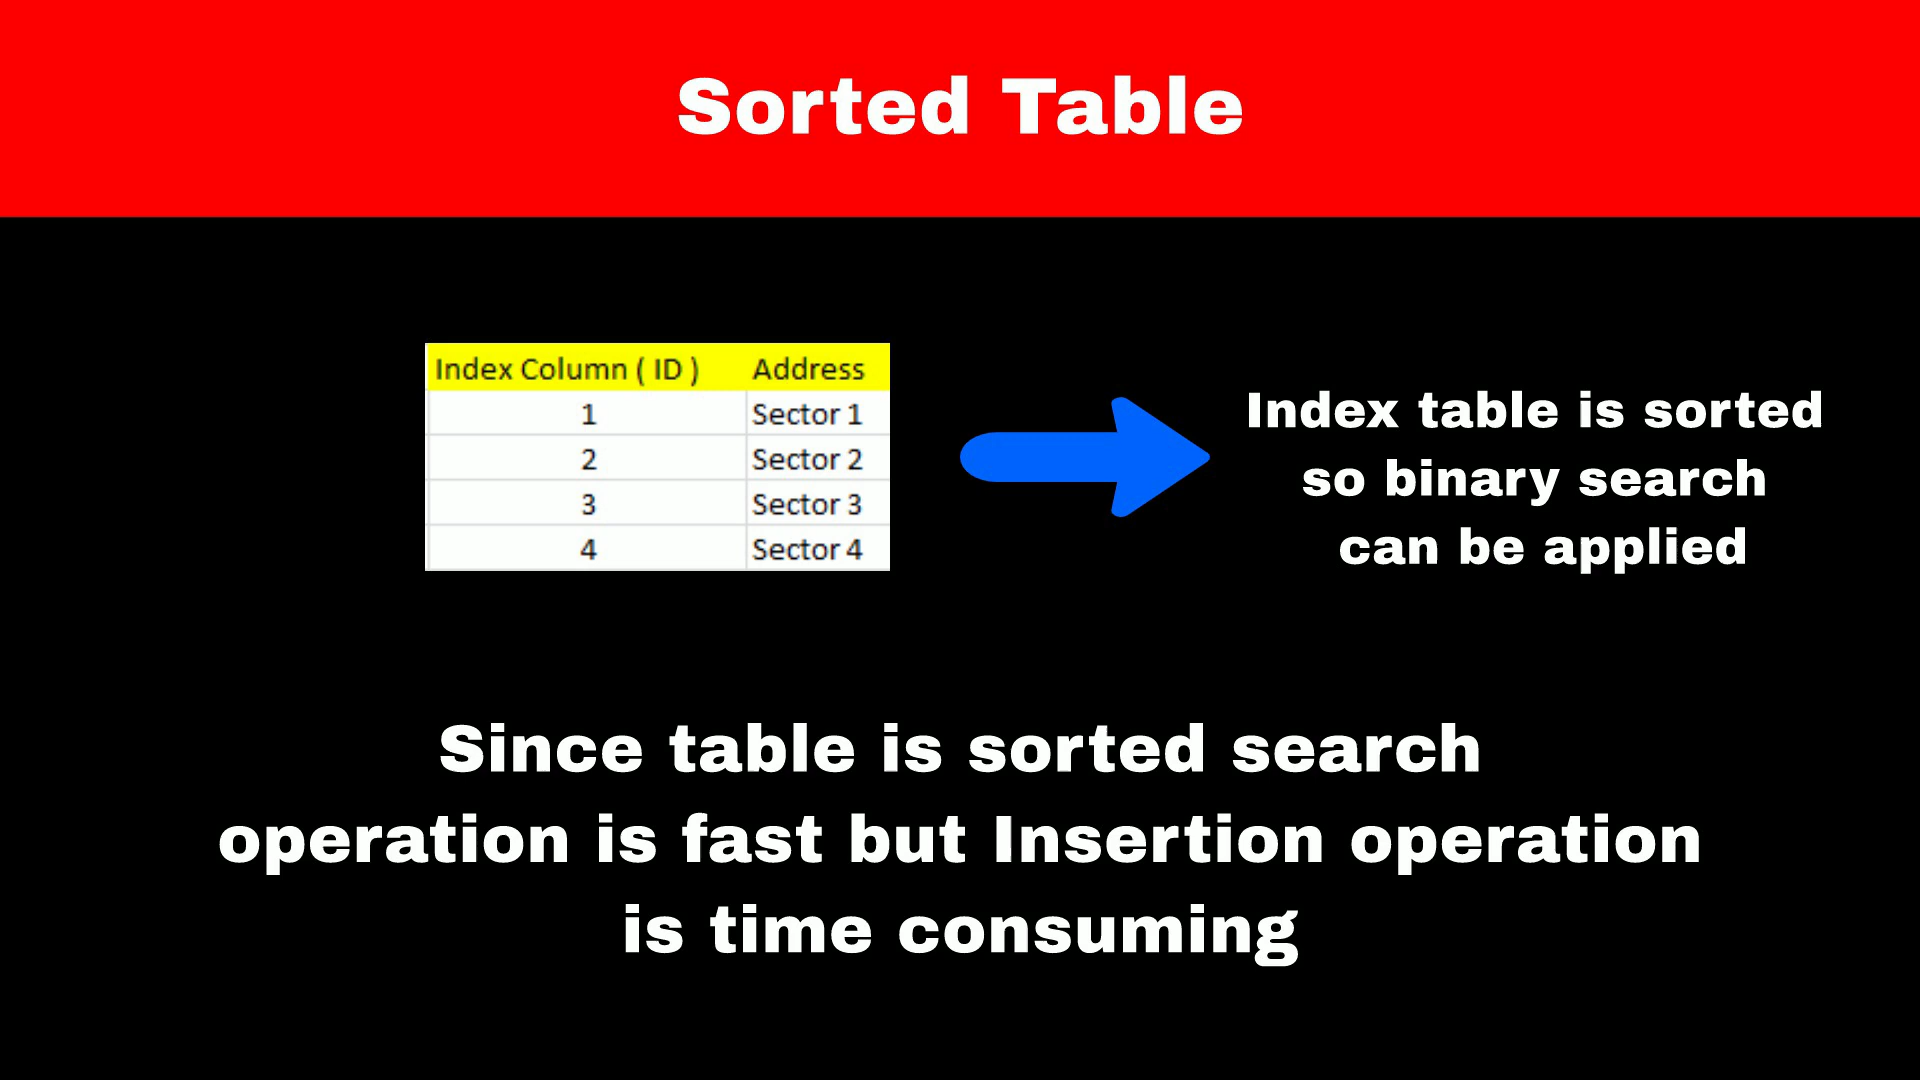 Sorted Table
Index Column ( ID ) Address
1 Sector 1
2 Sector 2
3 Sector 3
4 Sector 4
Index table is sorted
so binary search
can be applied
Since table is sorted search
operation is fast but Insertion operation
is time consuming